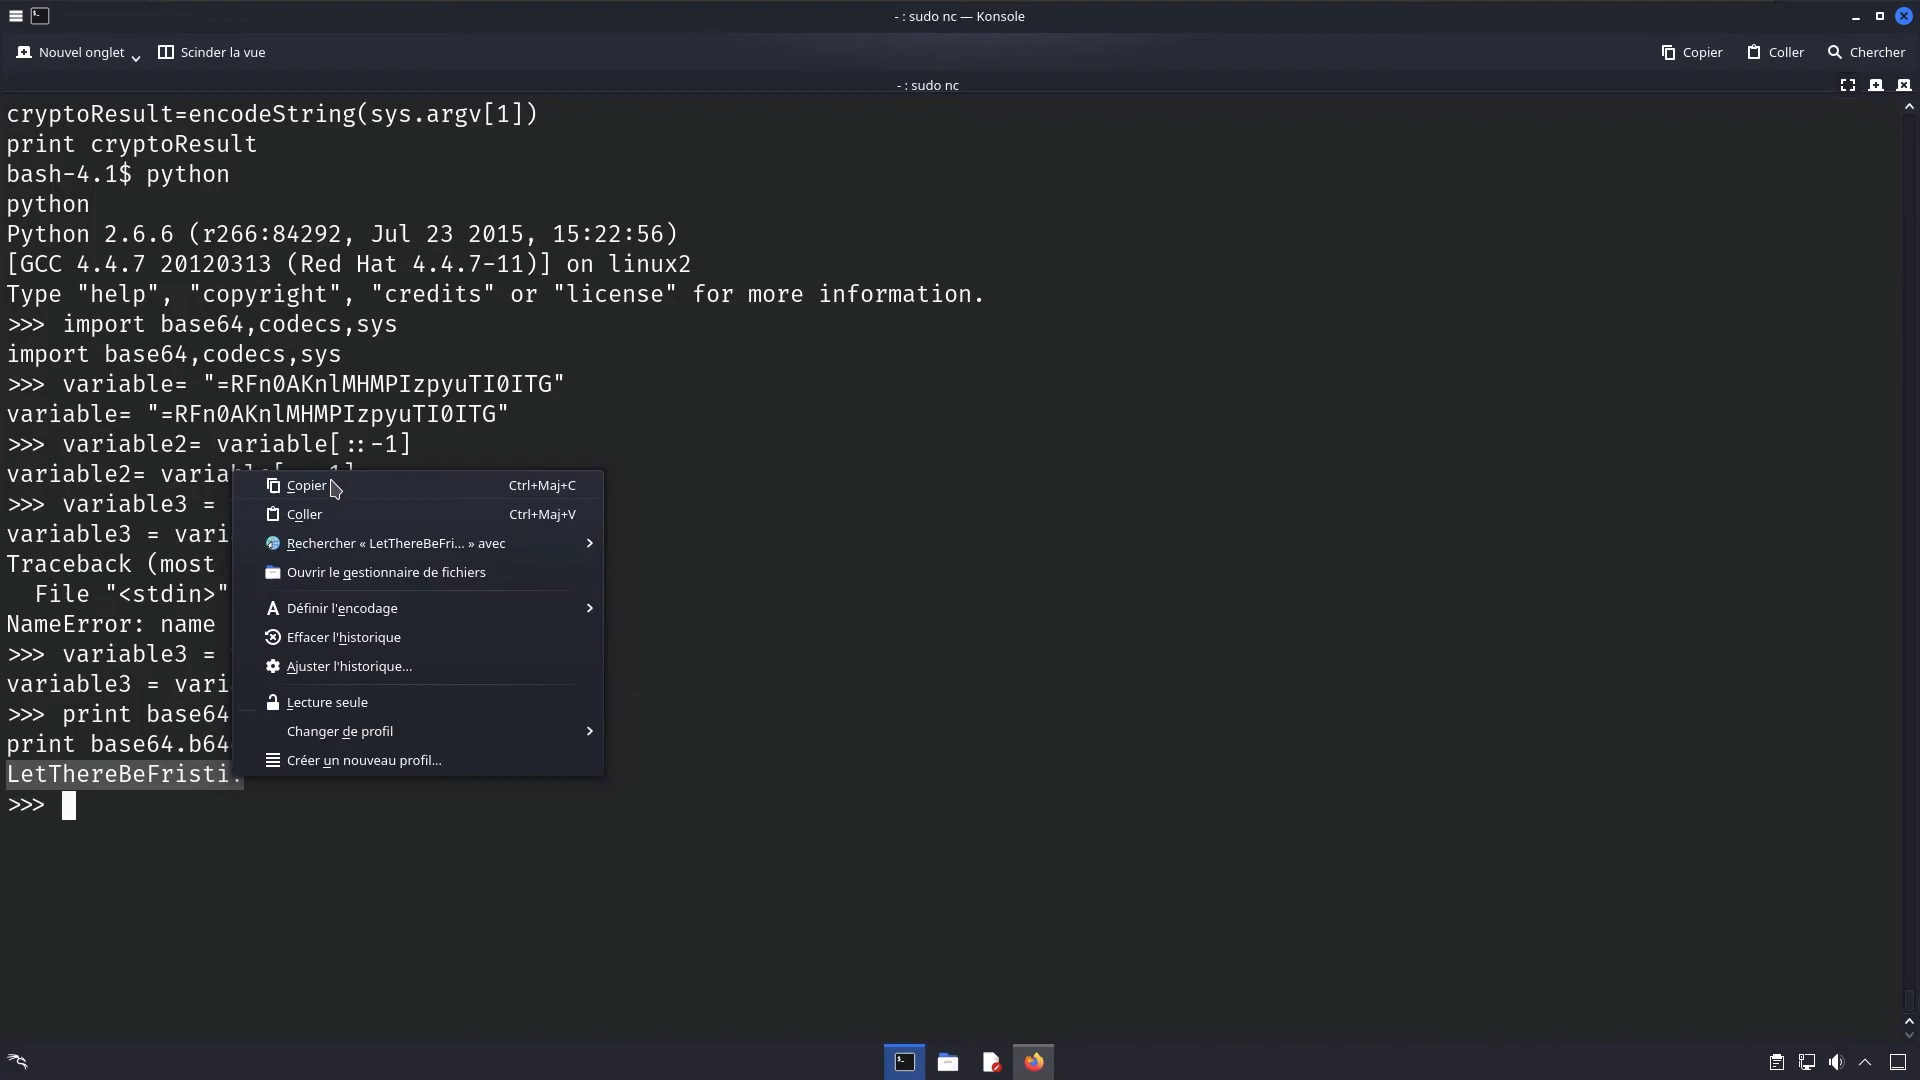 - : sudo nc — Konsole
Nouvel onglet
Scinder la vue
Copier
Coller
Chercher
- : sudo nc
cryptoResult=encodeString(sys.argv[1])
print cryptoResult
bash-4.1$ python
python
Python 2.6.6 (r266:84292, Jul 23 2015, 15:22:56)
[GCC 4.4.7 20120313 (Red Hat 4.4.7-11)] on linux2
Type "help", "copyright", "credits" or "license" for more information.
>>> import base64,codecs,sys
import base64,codecs,sys
>>> variable= "=RFn0AKnlMHMPIzpyuTI0ITG"
variable= "=RFn0AKnlMHMPIzpyuTI0ITG"
>>> variable2= variable[::-1]
variable2= variable[::-1]
>>> variable3 =
variable3 = vari
Traceback (most
File "<stdin>"
NameError: name
>>> variable3 =
variable3 = vari
>>> print base64
print base64.b64
LetThereBeFristi!
>>>
Copier Ctrl+Maj+C
Coller Ctrl+Maj+V
Rechercher « LetThereBeFri... » avec
Ouvrir le gestionnaire de fichiers
Définir l'encodage
Effacer l'historique
Ajuster l'historique...
Lecture seule
Changer de profil
Créer un nouveau profil...